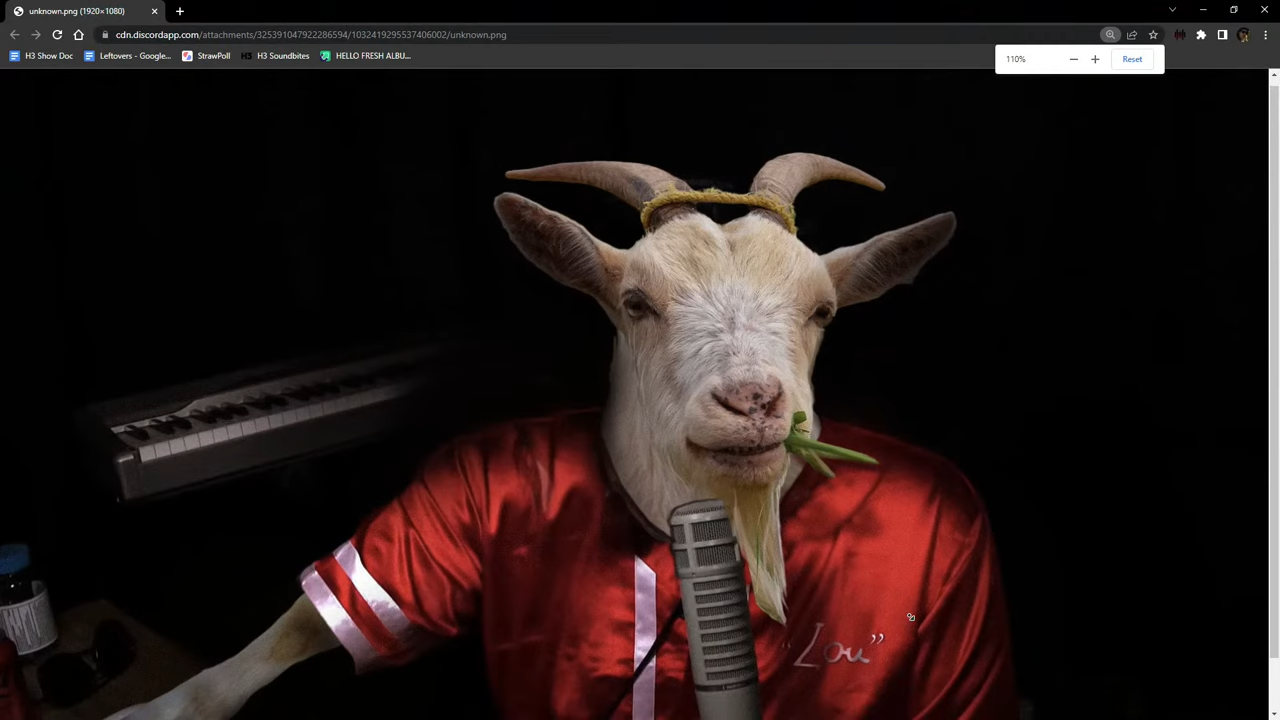 unknown.png (1920×1080)
cdn.discordapp.com/attachments/325391047922286594/1032419295537406002/unknown.png
H3 Show Doc
Leftovers - Google...
StrawPoll
H3 Soundbites
HELLO FRESH ALBU...
110%
Reset
"Lou"